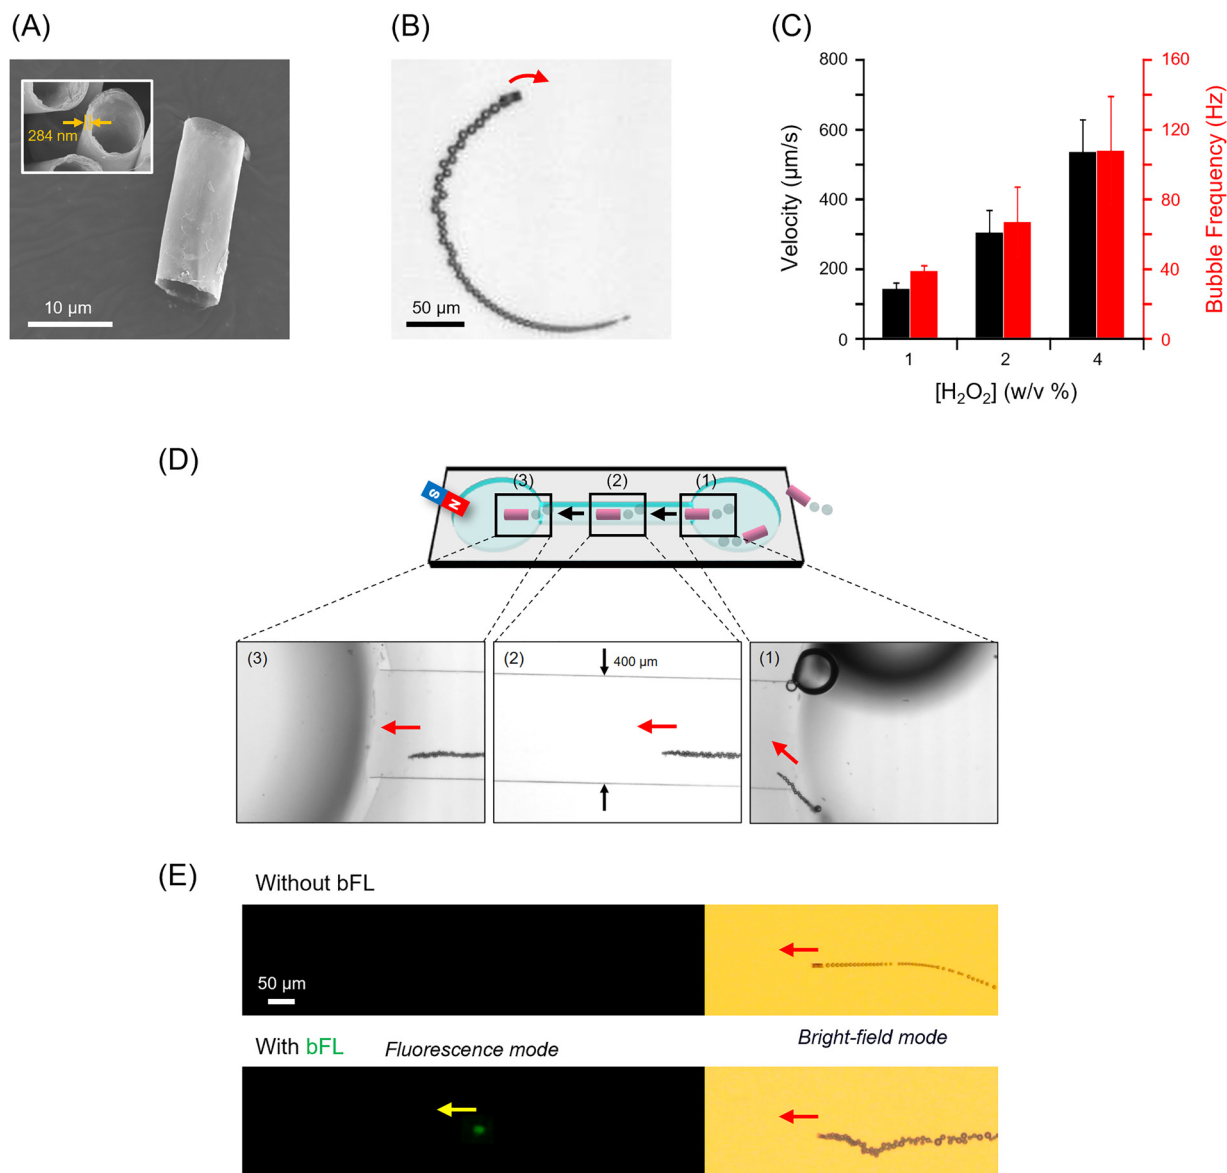 (A)
284 nm
10 µm
(B)
50 µm
(C)
800
600
400
200
0
Velocity (µm/s)
160
120
80
60
40
0
Bubble Frequency (Hz)
1
2
4
[H₂O₂] (w/v %)
(D)
(3)
(2)
(1)
S
N
(3)
(2)
400 µm
(1)
(E)
Without bFL
50 µm
With bFL
Fluorescence mode
Bright-field mode